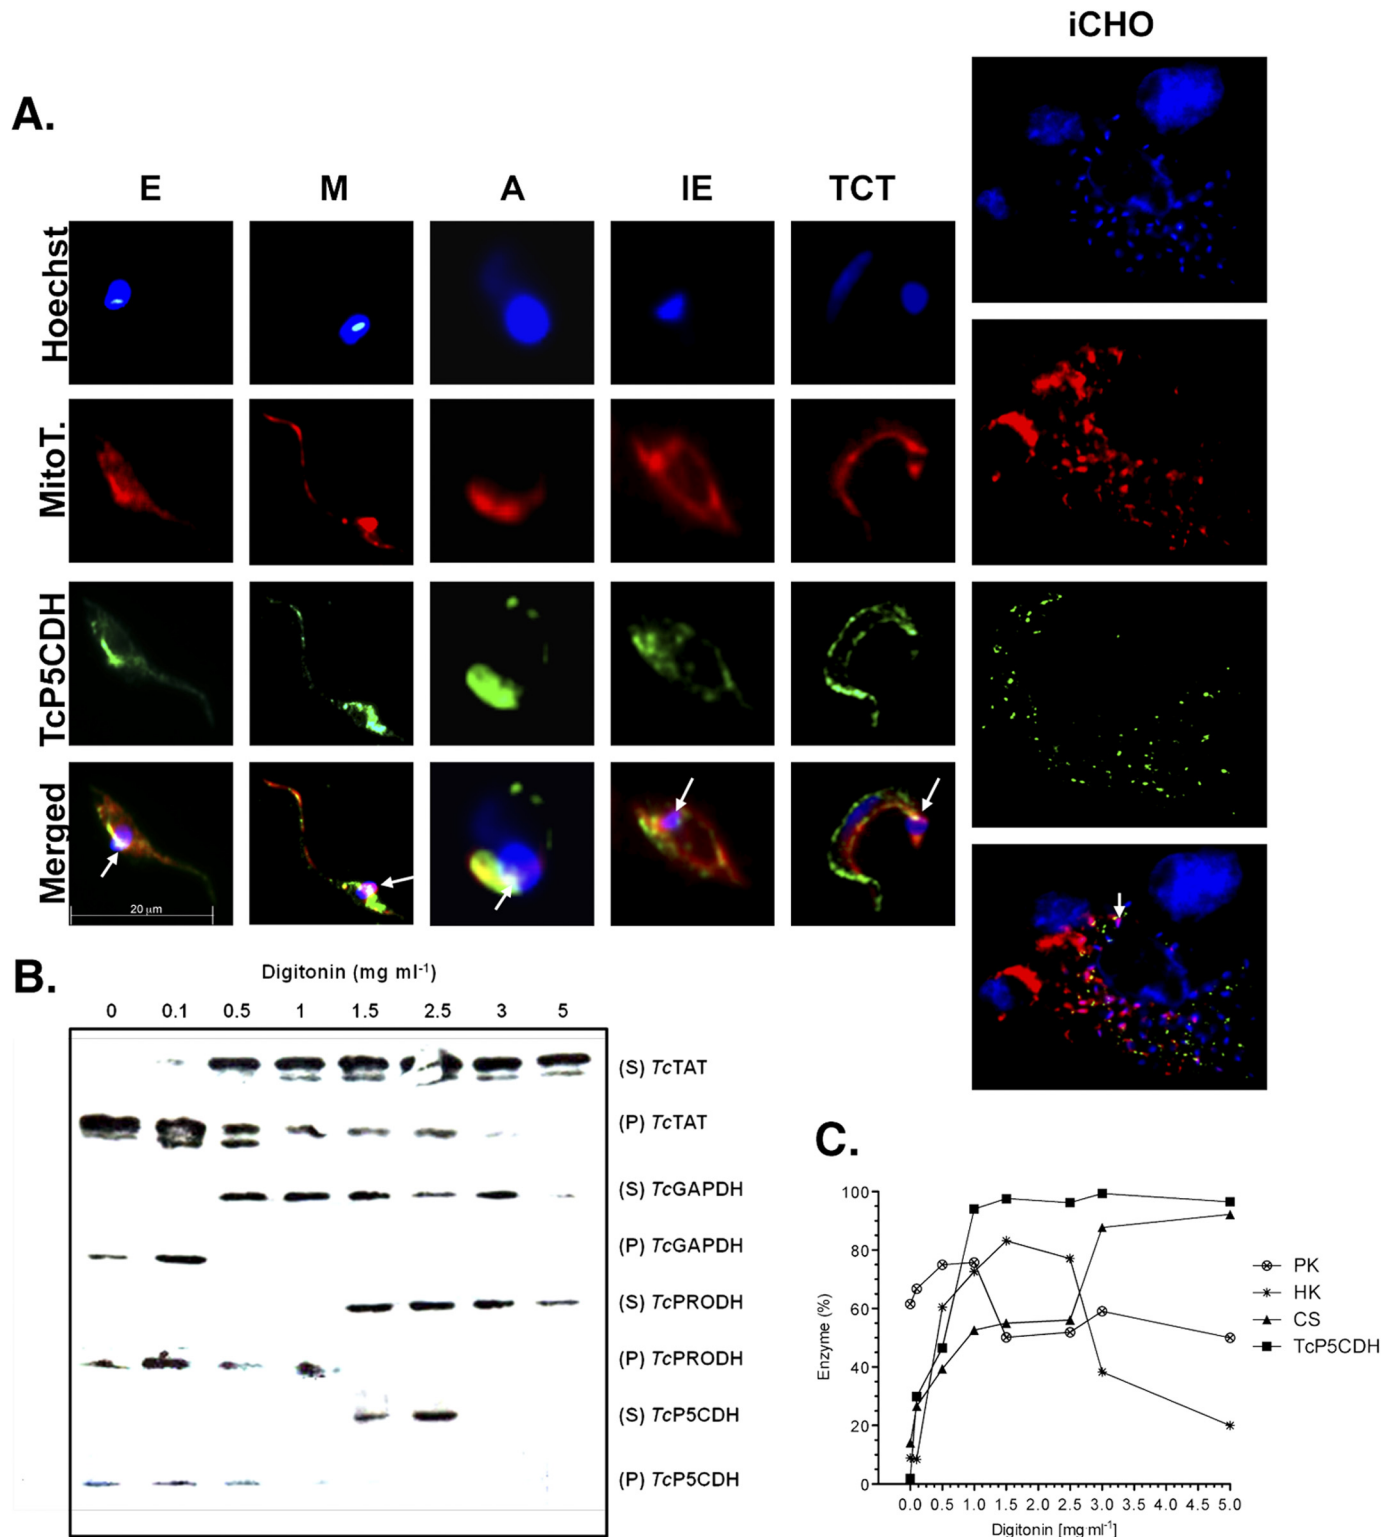 iCHO
A.
E M A IE TCT
Hoechst
MitoT.
TcP5CDH
Merged
20 µm
B.
Digitonin (mg ml-1)
0 0.1 0.5 1 1.5 2.5 3 5
(S) TcTAT
(P) TcTAT
(S) TcGAPDH
(P) TcGAPDH
(S) TcPRODH
(P) TcPRODH
(S) TcP5CDH
(P) TcP5CDH
C.
Enzyme (%)
100
80
60
40
20
0
0.0 0.5 1.0 1.5 2.0 2.5 3.0 3.5 4.0 4.5 5.0
Digitonin [mg ml-1]
PK
HK
CS
TcP5CDH